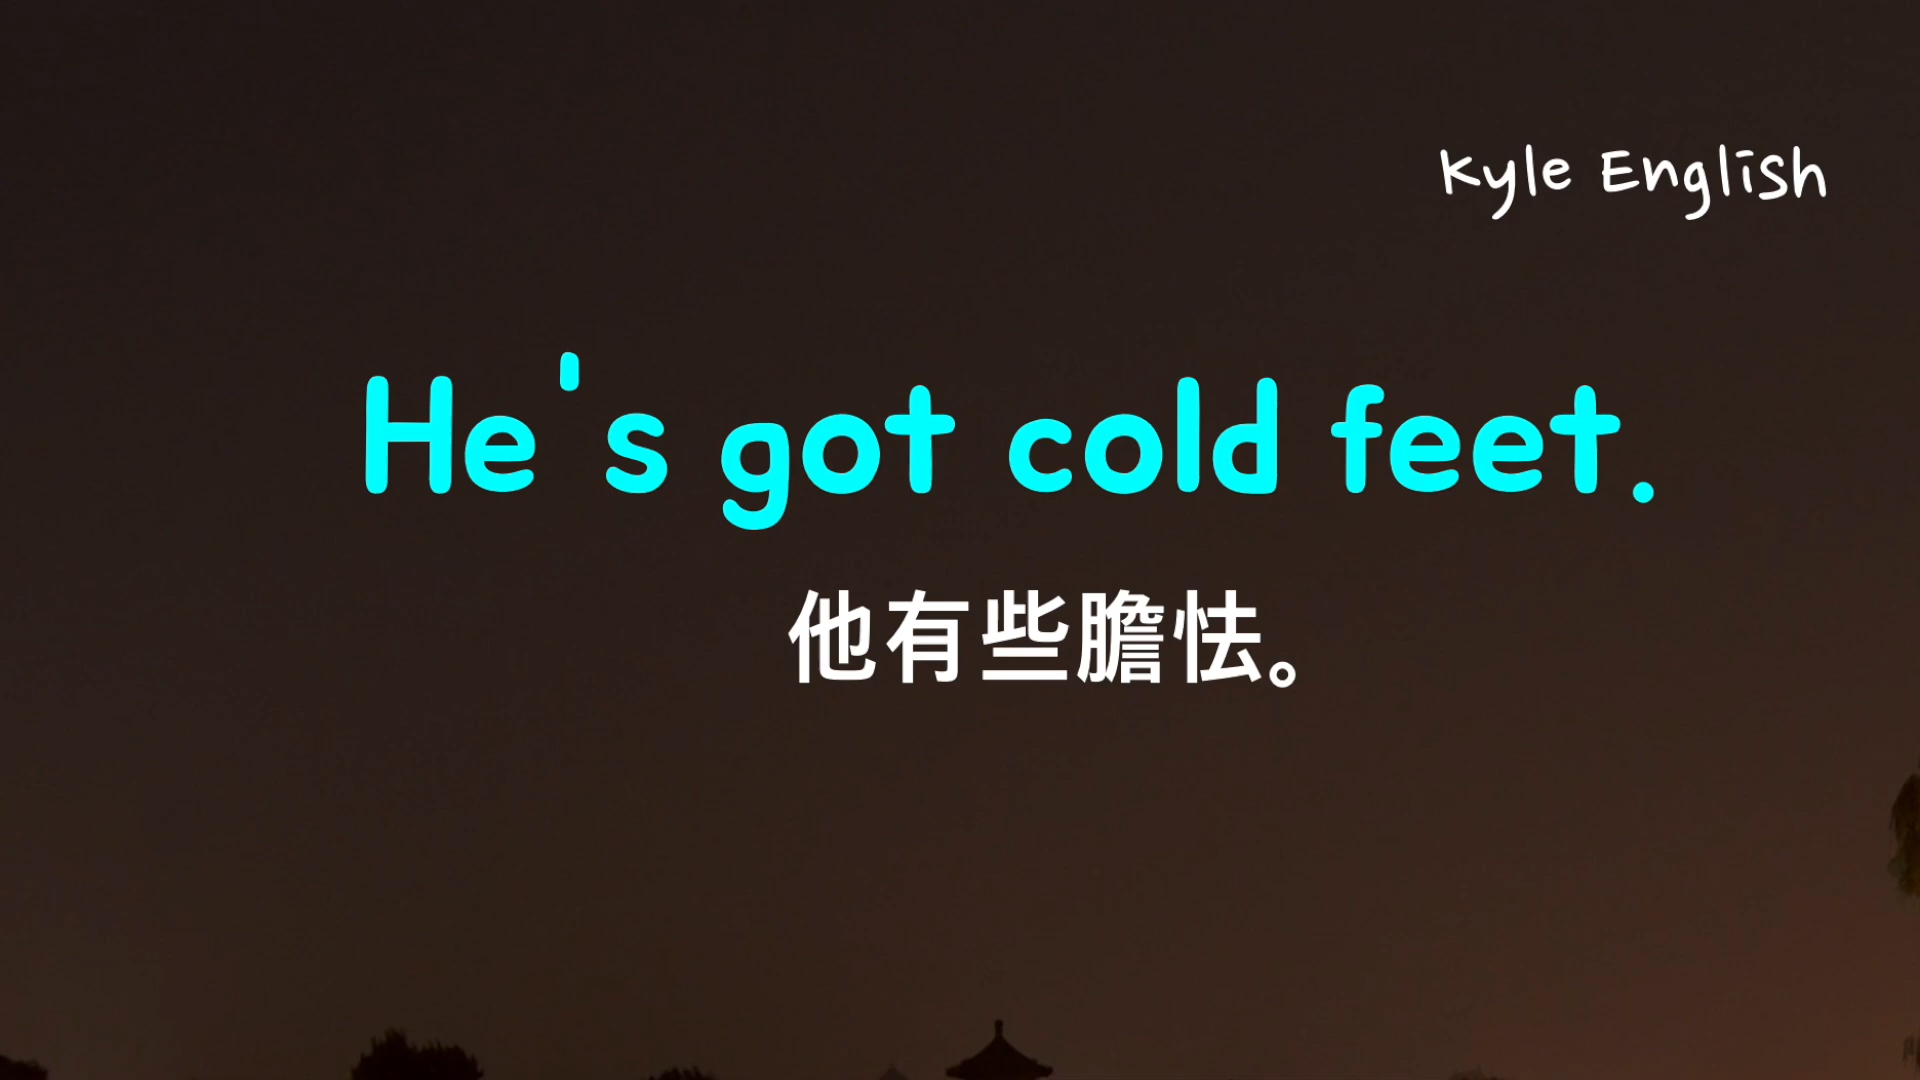 Kyle English
He's got cold feet.
他有些膽怯。